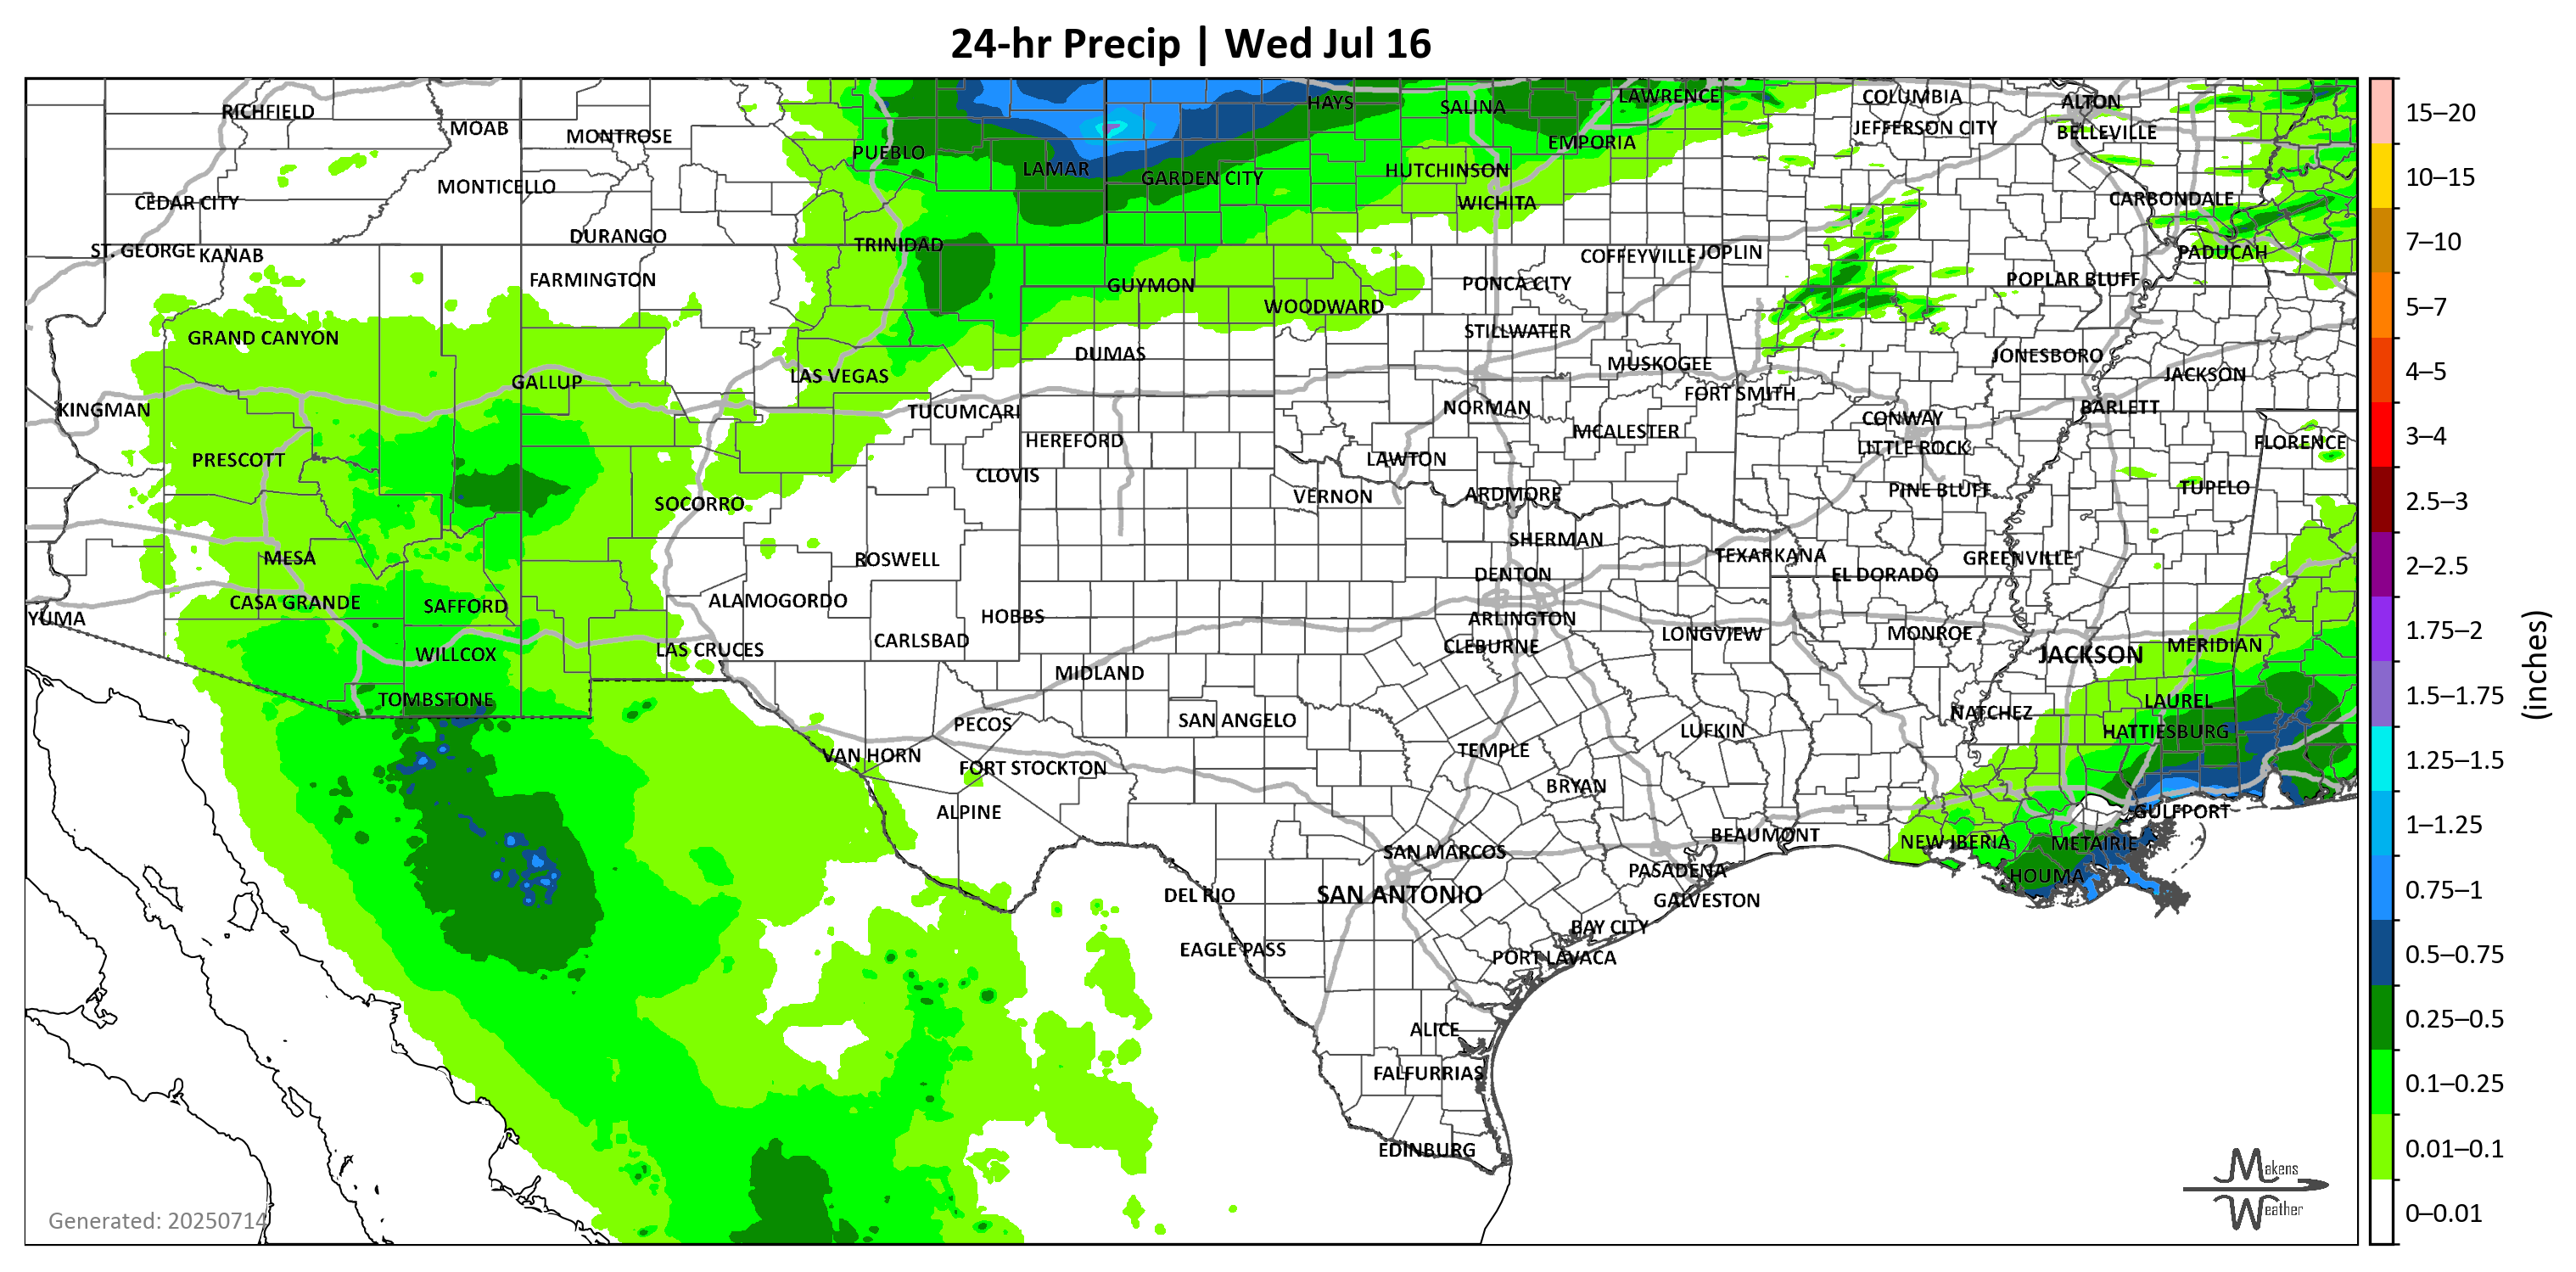 24-hr Precip | Wed Jul 16
RICHFIELD
MOAB
MONTROSE
PUEBLO
LAMAR
GARDEN CITY
HAYS
SALINA
LAWRENCE
EMPORIA
HUTCHINSON
WICHITA
COLUMBIA
JEFFERSON CITY
ALTON
BELLEVILLE
CARBONDALE
MONTICELLO
CEDAR CITY
DURANGO
TRINIDAD
ST. GEORGE
KANAB
FARMINGTON
GUYMON
WOODWARD
PONCA CITY
COFFEYVILLE
JOPLIN
POPLAR BLUFF
PADUCAH
GRAND CANYON
STILLWATER
DUMAS
MUSKOGEE
JONESBORO
JACKSON
GALLUP
LAS VEGAS
TUCUMCARI
KINGMAN
NORMAN
FORT SMITH
CONWAY
BARLETT
HEREFORD
MCALESTER
LITTLE ROCK
FLORENCE
PRESCOTT
CLOVIS
LAWTON
SOCORRO
VERNON
ARDMORE
PINE BLUFF
TUPELO
MESA
ROSWELL
SHERMAN
TEXARKANA
GREENVILLE
DENTON
EL DORADO
YUMA
CASA GRANDE
SAFFORD
ALAMOGORDO
HOBBS
ARLINGTON
CARLSBAD
CLEBURNE
LONGVIEW
MONROE
MERIDIAN
WILLCOX
LAS CRUCES
JACKSON
MIDLAND
TOMBSTONE
PECOS
SAN ANGELO
NATCHEZ
LAUREL
VAN HORN
FORT STOCKTON
TEMPLE
LUFKIN
HATTIESBURG
ALPINE
BRYAN
GULFPORT
BEAUMONT
NEW IBERIA
METAIRIE
SAN MARCOS
PASADENA
HOUMA
DEL RIO
SAN ANTONIO
GALVESTON
EAGLE PASS
BAY CITY
PORT LAVACA
ALICE
FALFURRIAS
EDINBURG
Generated: 20250714
Makens
Weather
15–20
10–15
7–10
5–7
4–5
3–4
2.5–3
2–2.5
1.75–2
1.5–1.75
1.25–1.5
1–1.25
0.75–1
0.5–0.75
0.25–0.5
0.1–0.25
0.01–0.1
0–0.01
(inches)